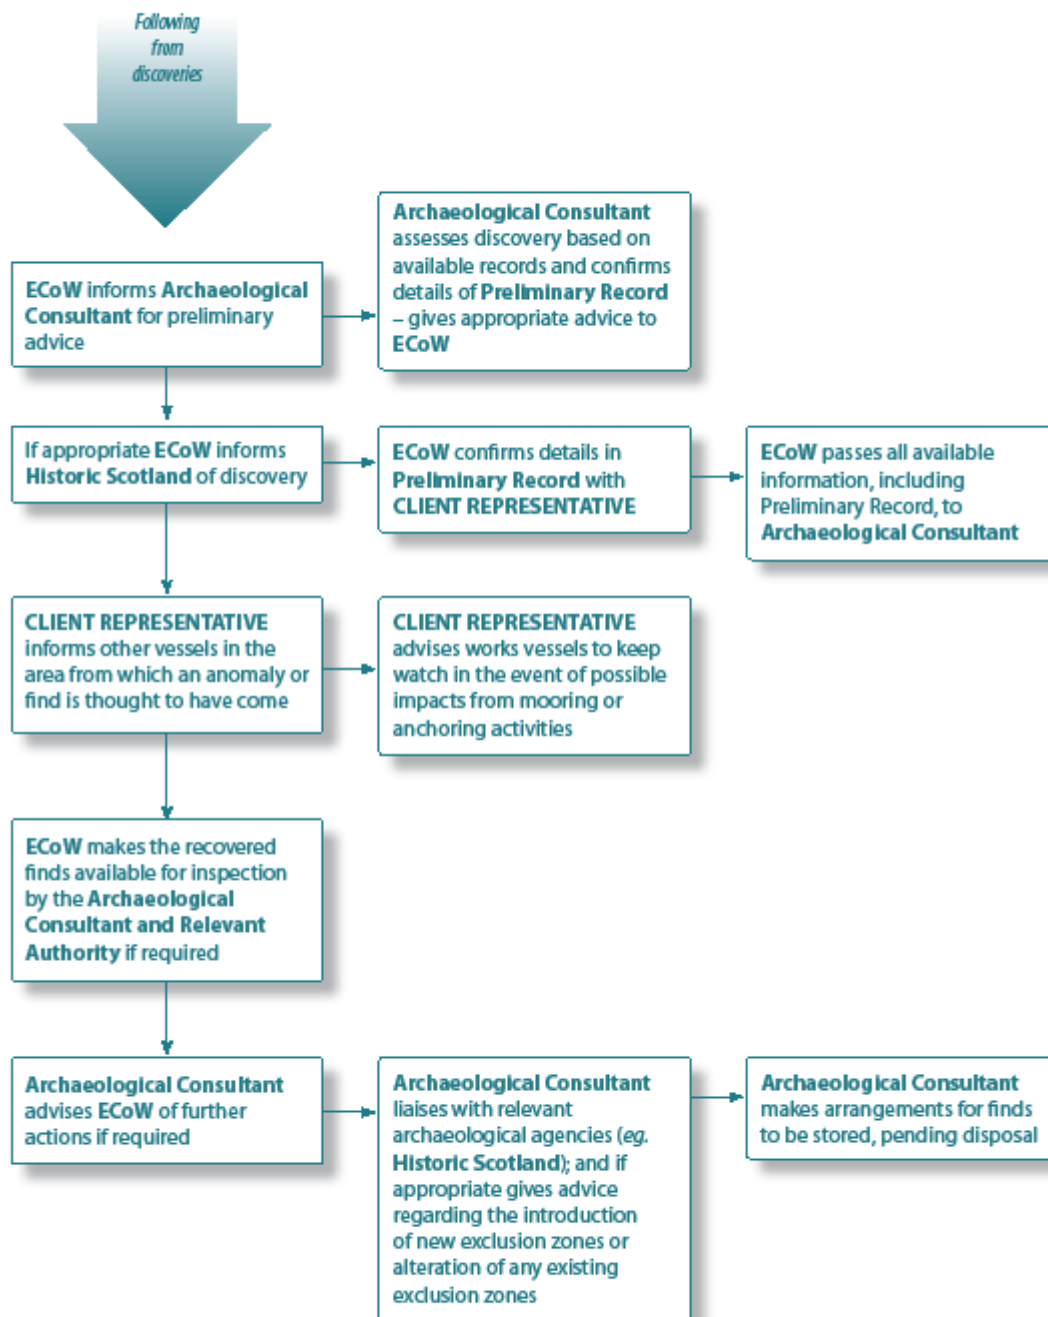 Following
from
discoveries
ECoW informs Archaeological
Consultant for preliminary
advice
Archaeological Consultant
assesses discovery based on
available records and confirms
details of Preliminary Record
– gives appropriate advice to
ECoW
If appropriate ECoW informs
Historic Scotland of discovery
ECoW confirms details in
Preliminary Record with
CLIENT REPRESENTATIVE
ECoW passes all available
information, including
Preliminary Record, to
Archaeological Consultant
CLIENT REPRESENTATIVE
informs other vessels in the
area from which an anomaly or
find is thought to have come
CLIENT REPRESENTATIVE
advises works vessels to keep
watch in the event of possible
impacts from mooring or
anchoring activities
ECoW makes the recovered
finds available for inspection
by the Archaeological
Consultant and Relevant
Authority if required
Archaeological Consultant
advises ECoW of further
actions if required
Archaeological Consultant
liaises with relevant
archaeological agencies (eg.
Historic Scotland); and if
appropriate gives advice
regarding the introduction
of new exclusion zones or
alteration of any existing
exclusion zones
Archaeological Consultant
makes arrangements for finds
to be stored, pending disposal